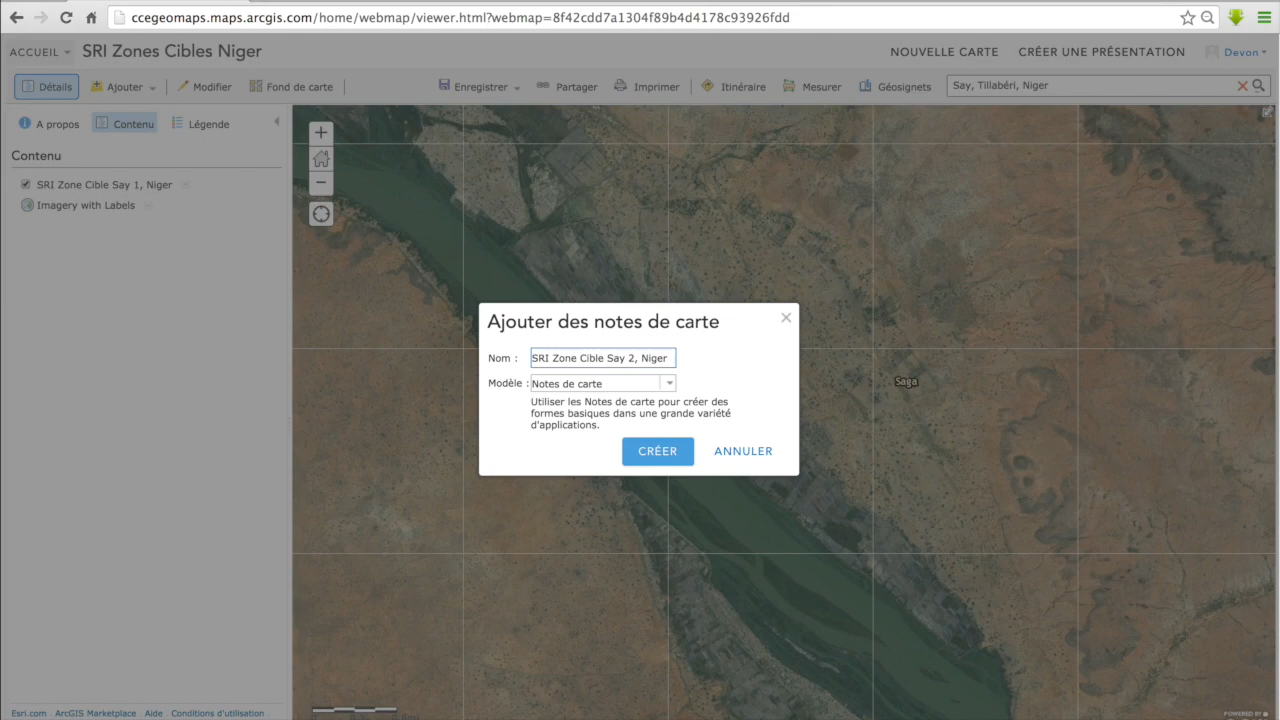 ccegeomaps.maps.arcgis.com/home/webmap/viewer.html?webmap=8f42cdd7a1304f89b4d4178c93926fdd
ACCUEIL SRI Zones Cibles Niger NOUVELLE CARTE CRÉER UNE PRÉSENTATION Devon
Détails Ajouter Modifier Fond de carte Enregistrer Partager Imprimer Itinéraire Mesurer Géosignets Say, Tillabéri, Niger
A propos Contenu Légende
Contenu
SRI Zone Cible Say 1, Niger
Imagery with Labels
Ajouter des notes de carte
Nom : SRI Zone Cible Say 2, Niger
Modèle : Notes de carte
Utiliser les Notes de carte pour créer des
formes basiques dans une grande variété
d'applications.
CRÉER ANNULER
Saga
Esri.com ArcGIS Marketplace Aide Conditions d'utilisation
POWERED BY